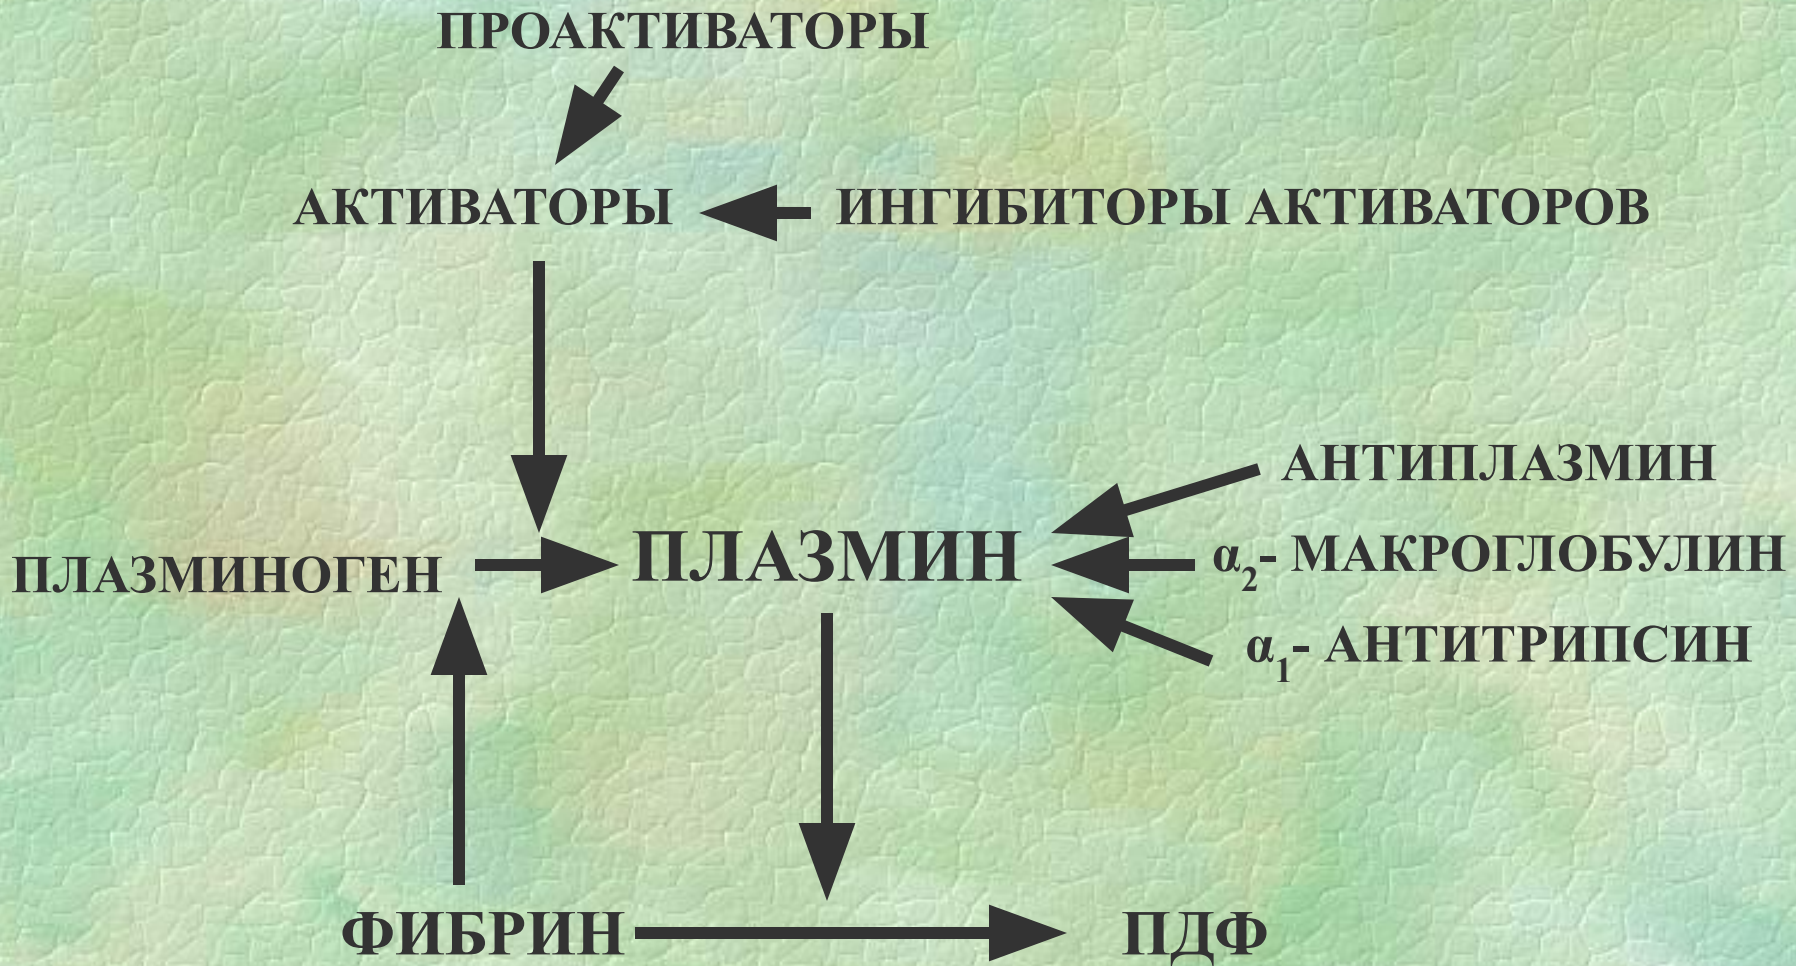 ПРОАКТИВАТОРЫ
АКТИВАТОРЫ
ИНГИБИТОРЫ АКТИВАТОРОВ
АНТИПЛАЗМИН
ПЛАЗМИНОГЕН
ПЛАЗМИН
α₂- МАКРОГЛОБУЛИН
α₁- АНТИТРИПСИН
ФИБРИН
ПДФ